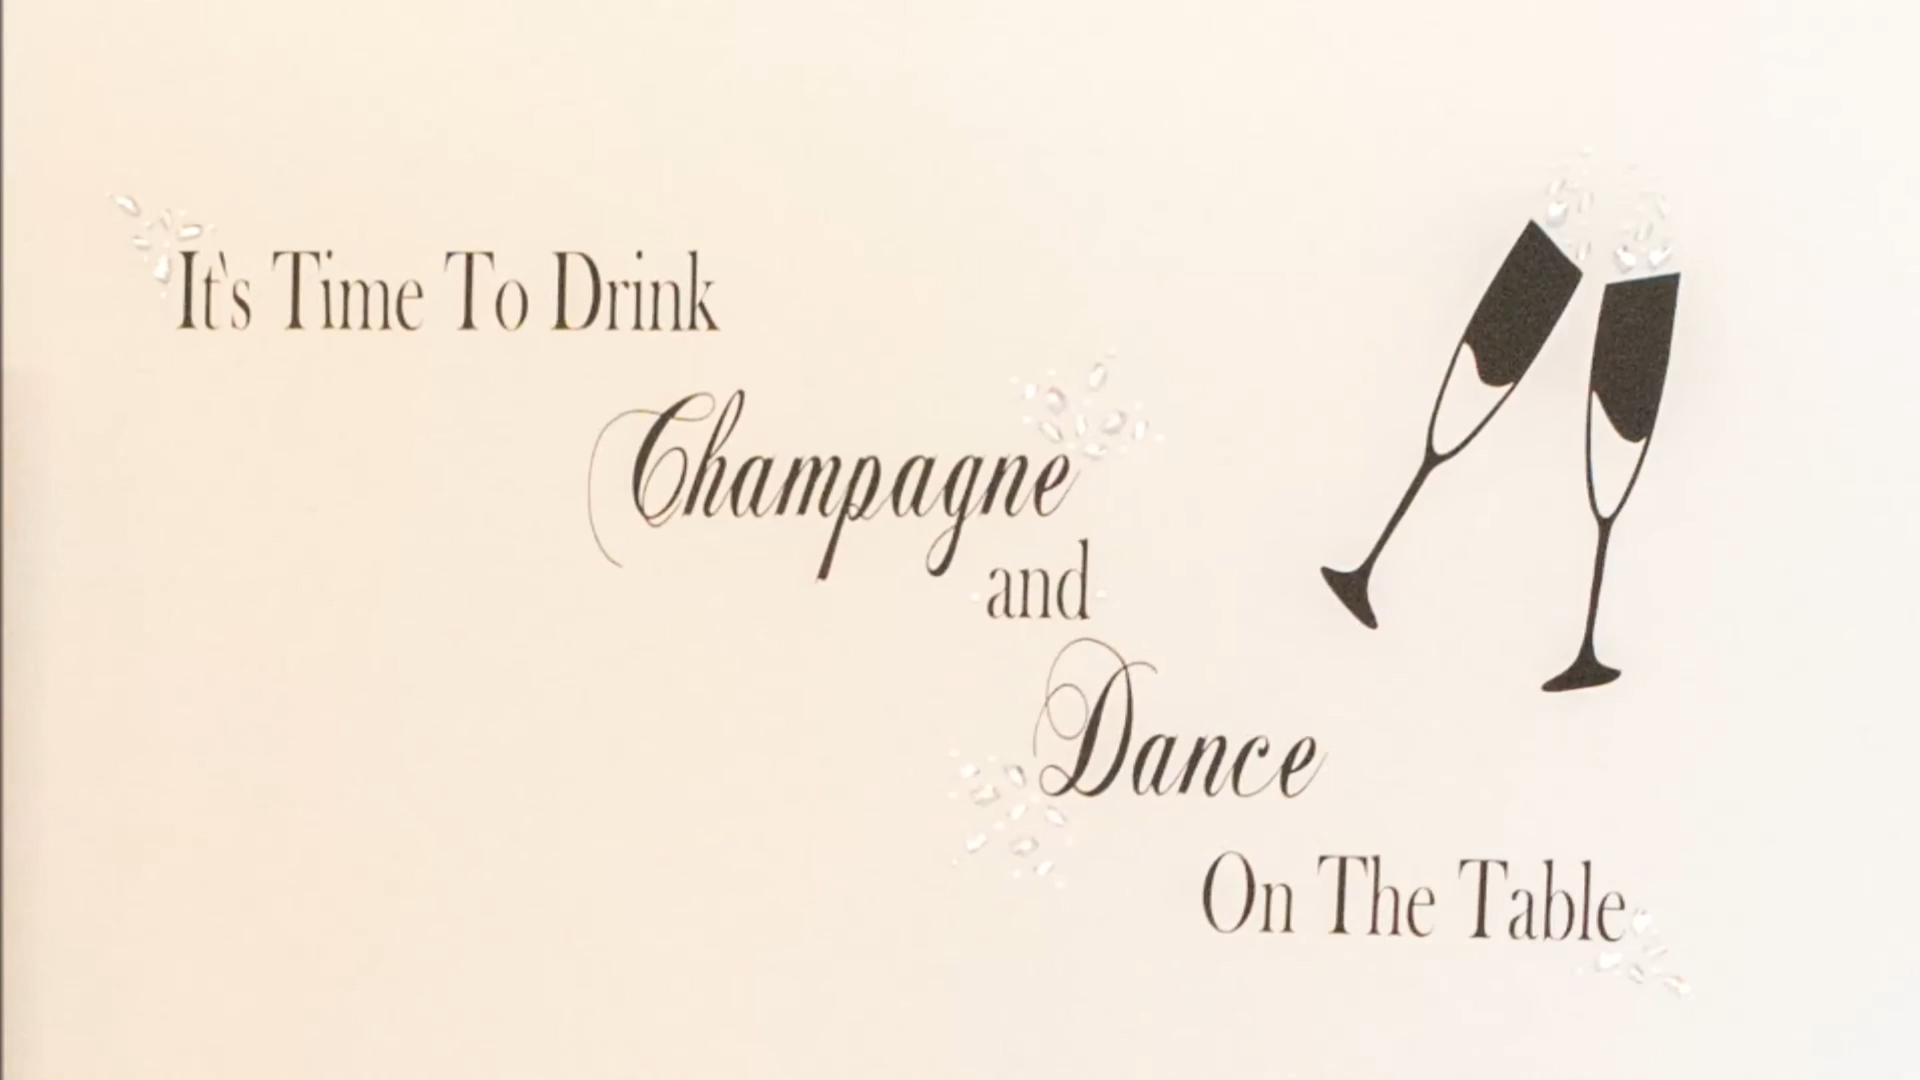 It's Time To Drink
Champagne
and
Dance
On The Table